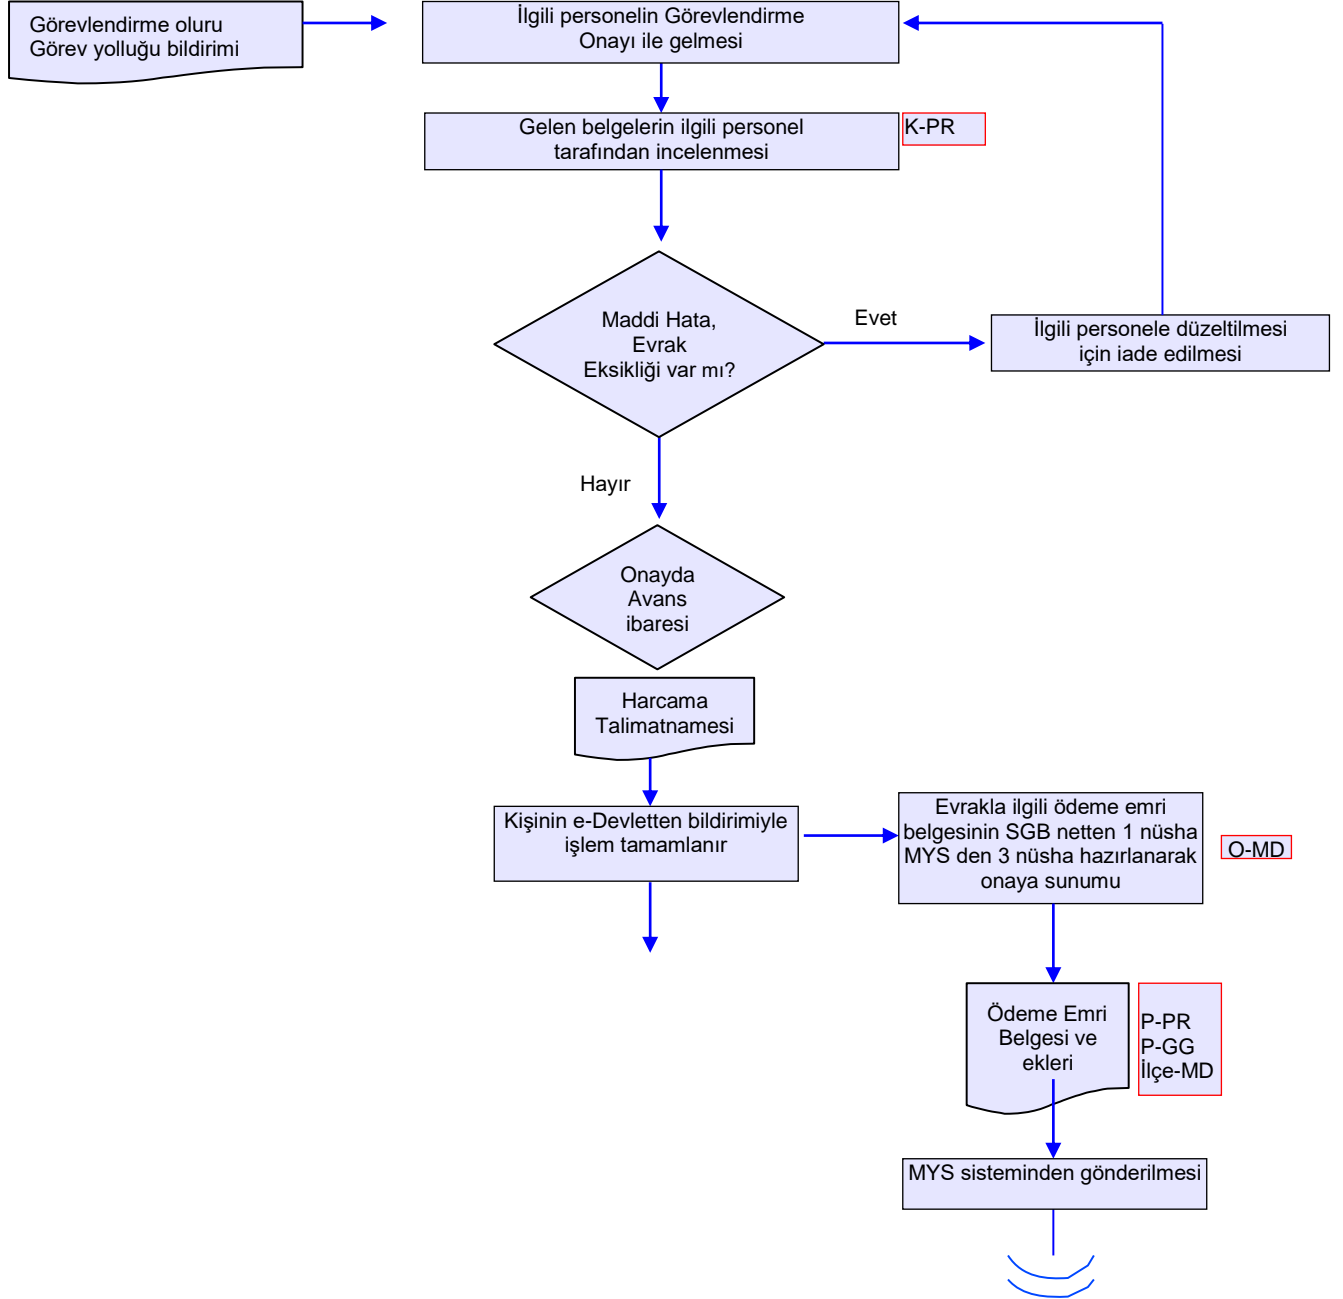 Görevlendirme oluru
Görev yolluğu bildirimi
İlgili personelin Görevlendirme
Onayı ile gelmesi
Gelen belgelerin ilgili personel
tarafından incelenmesi
K-PR
Maddi Hata,
Evrak
Eksikliği var mı?
Evet
İlgili personele düzeltilmesi
için iade edilmesi
Hayır
Onayda
Avans
ibaresi
Harcama
Talimatnamesi
Kişinin e-Devletten bildirimiyle
işlem tamamlanır
Evrakla ilgili ödeme emri
belgesinin SGB netten 1 nüsha
MYS den 3 nüsha hazırlanarak
onaya sunumu
O-MD
Ödeme Emri
Belgesi ve
ekleri
P-PR
P-GG
İlçe-MD
MYS sisteminden gönderilmesi